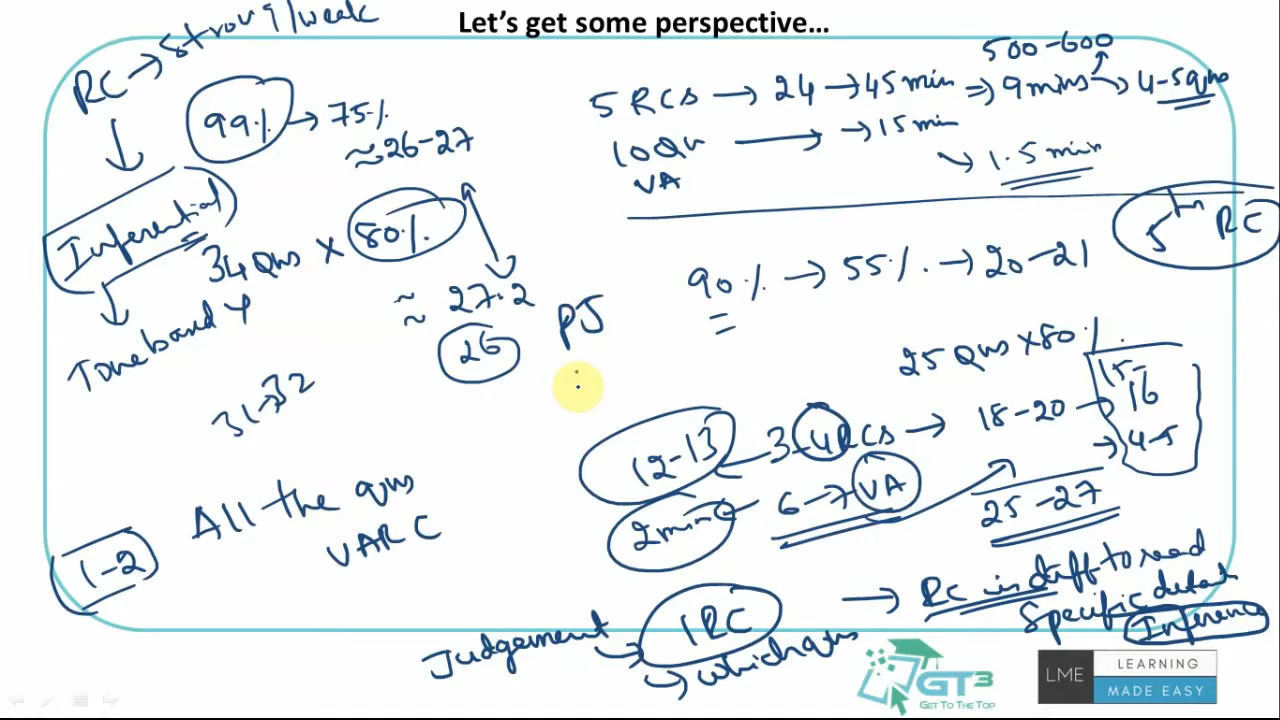 Let's get some perspective...
RC → Strong/weak
99% → 75%
≈ 26-27
Inferential
34 Qns × 80%
≈ 27.2
26
Tone based
31-32
All the qns
VARC
1-2
PJ
500-600
5 RCs → 24 → 45 min ⇒ 9 mins → 4-5 qns
10 Qn → 15 min
VA
1.5 min
5th RC
90% → 55% → 20-21
25 Qns × 80%
15-
16
12-13 3-4 RCs → 18-20
4-5
2 min 6-7 VA
25-27
Judgement
1 RC → RC is diff to read
which qns
Specific detail
Inference
GT3
GET TO THE TOP
LME
LEARNING
MADE EASY